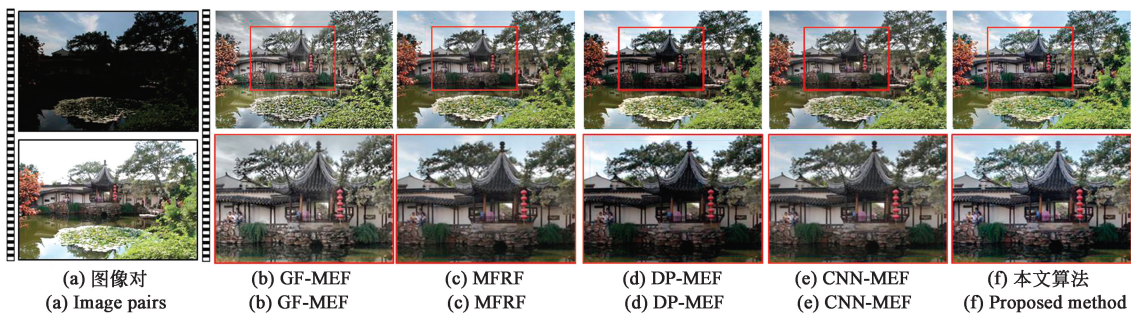 (a) 图像对 (b) GF-MEF (c) MFRF (d) DP-MEF (e) CNN-MEF (f) 本文算法
(a) Image pairs (b) GF-MEF (c) MFRF (d) DP-MEF (e) CNN-MEF (f) Proposed method